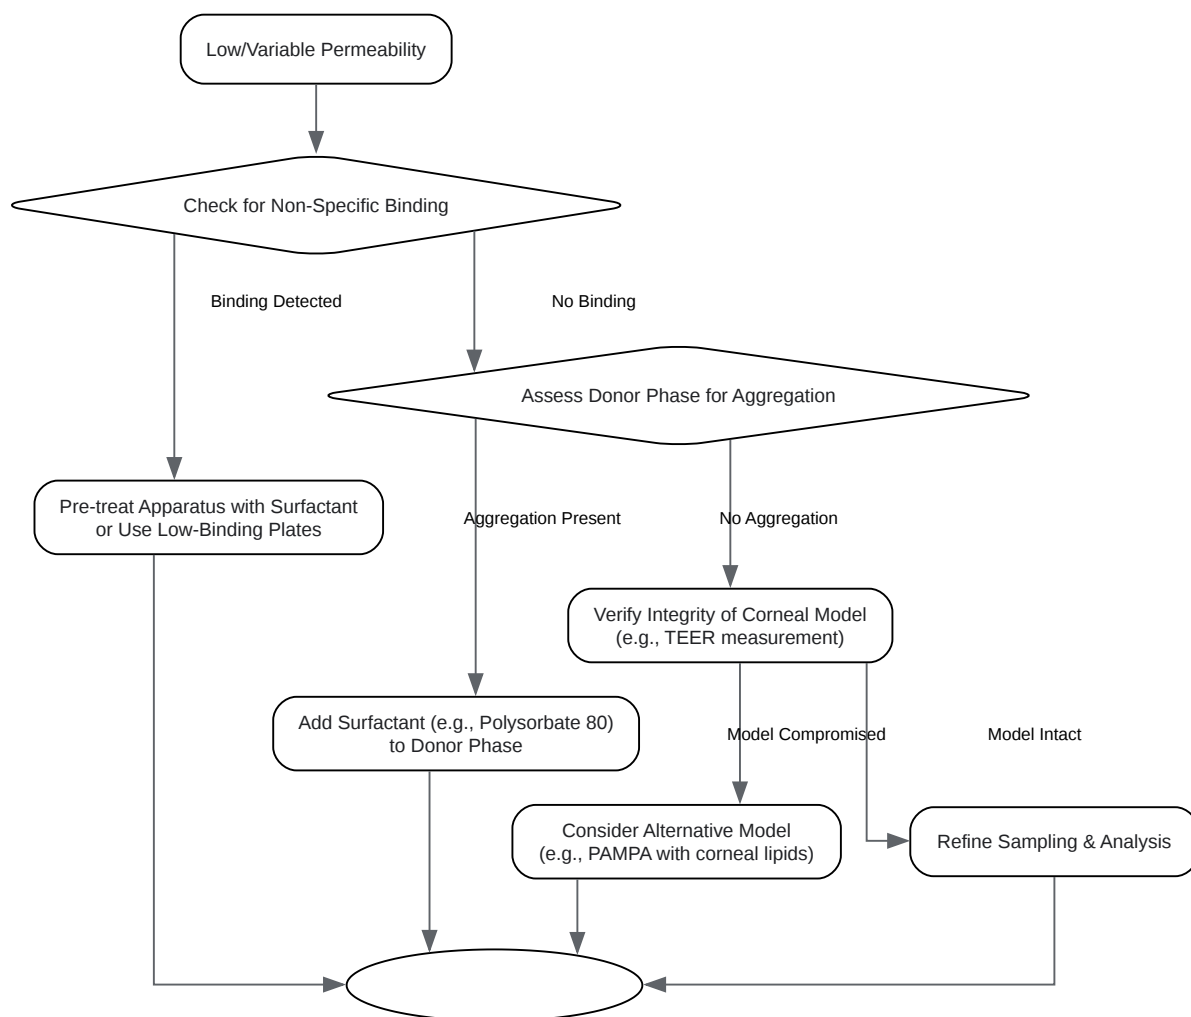 Low/Variable Permeability
Check for Non-Specific Binding
Binding Detected
No Binding
Assess Donor Phase for Aggregation
Pre-treat Apparatus with Surfactant
or Use Low-Binding Plates
Aggregation Present
No Aggregation
Verify Integrity of Corneal Model
(e.g., TEER measurement)
Add Surfactant (e.g., Polysorbate 80)
to Donor Phase
Model Compromised
Model Intact
Consider Alternative Model
(e.g., PAMPA with corneal lipids)
Refine Sampling & Analysis